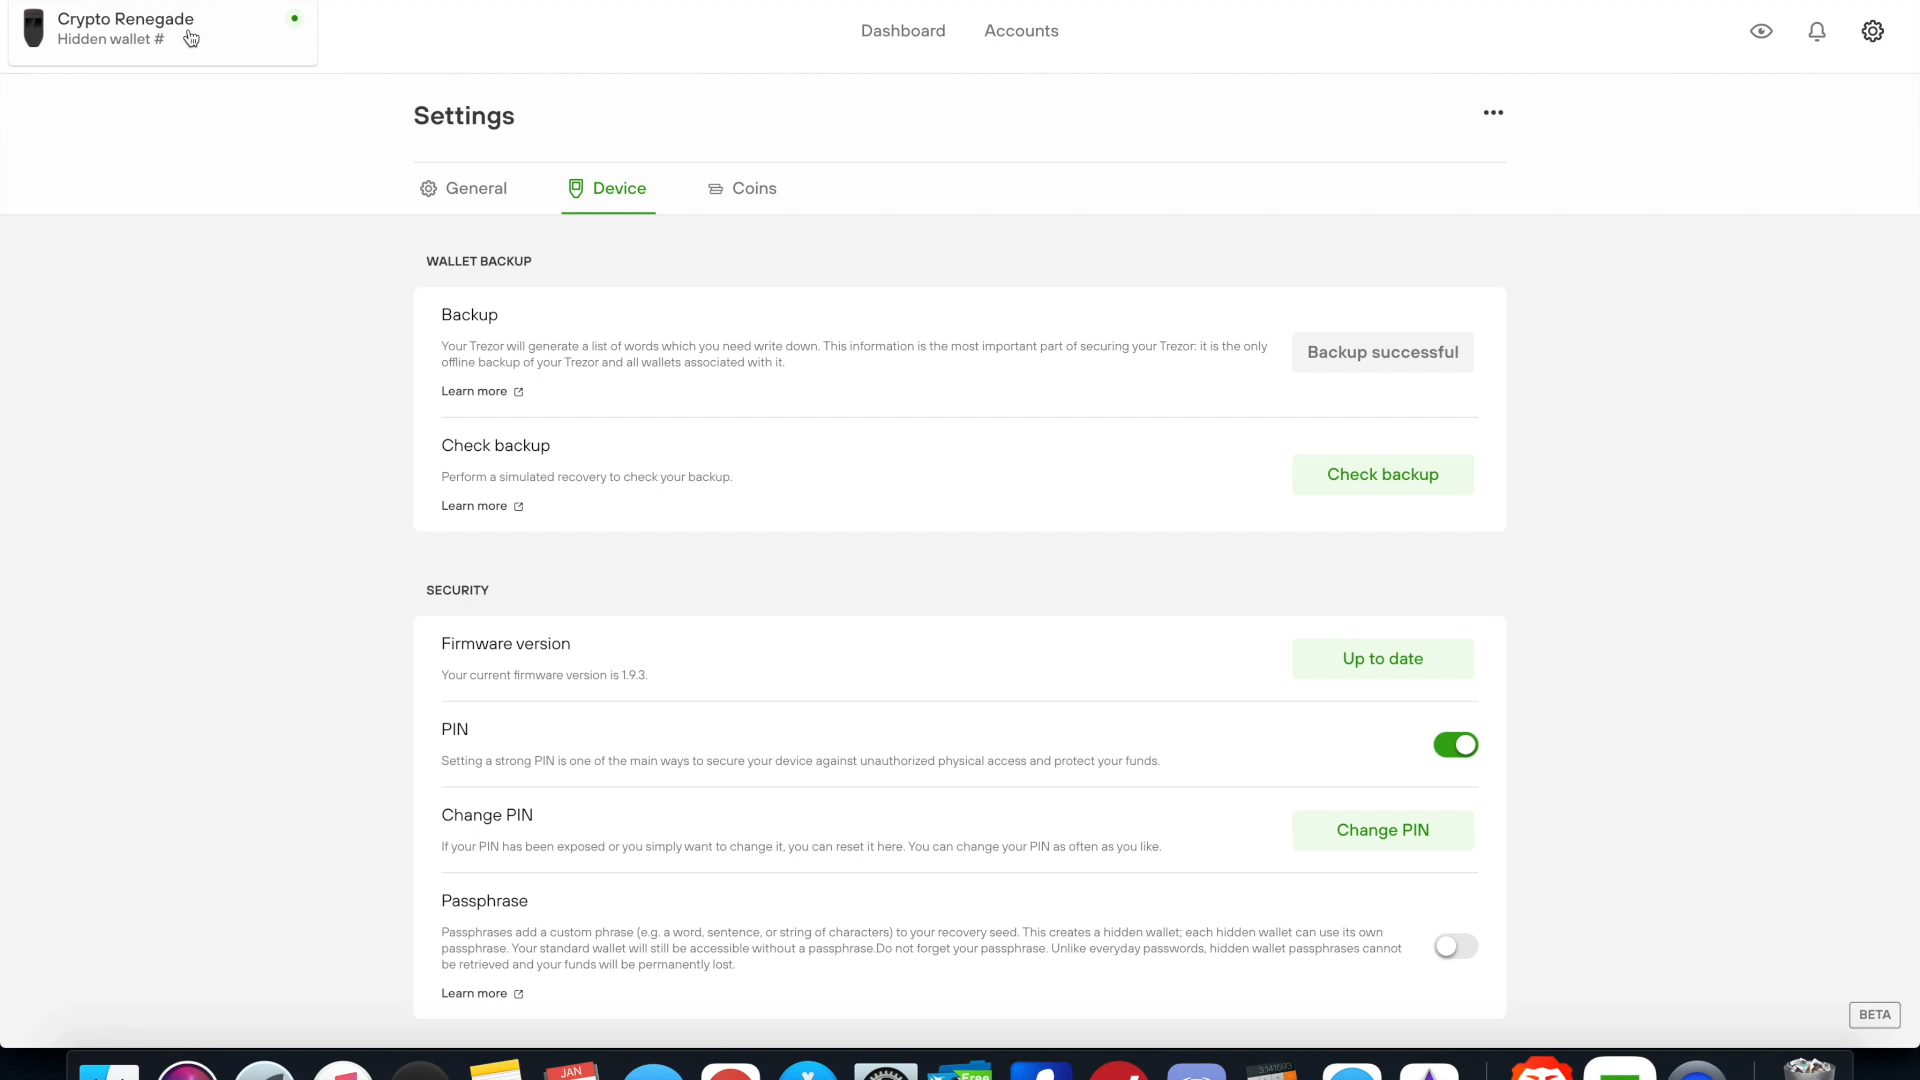 Crypto Renegade
Hidden wallet #
Dashboard
Accounts
Settings
General
Device
Coins
WALLET BACKUP
Backup
Your Trezor will generate a list of words which you need write down. This information is the most important part of securing your Trezor: it is the only
offline backup of your Trezor and all wallets associated with it.
Learn more
Backup successful
Check backup
Perform a simulated recovery to check your backup.
Learn more
Check backup
SECURITY
Firmware version
Your current firmware version is 1.9.3.
Up to date
PIN
Setting a strong PIN is one of the main ways to secure your device against unauthorized physical access and protect your funds.
Change PIN
If your PIN has been exposed or you simply want to change it, you can reset it here. You can change your PIN as often as you like.
Change PIN
Passphrase
Passphrases add a custom phrase (e.g. a word, sentence, or string of characters) to your recovery seed. This creates a hidden wallet; each hidden wallet can use its own
passphrase. Your standard wallet will still be accessible without a passphrase.Do not forget your passphrase. Unlike everyday passwords, hidden wallet passphrases cannot
be retrieved and your funds will be permanently lost.
Learn more
BETA
JAN
Free
3.141593